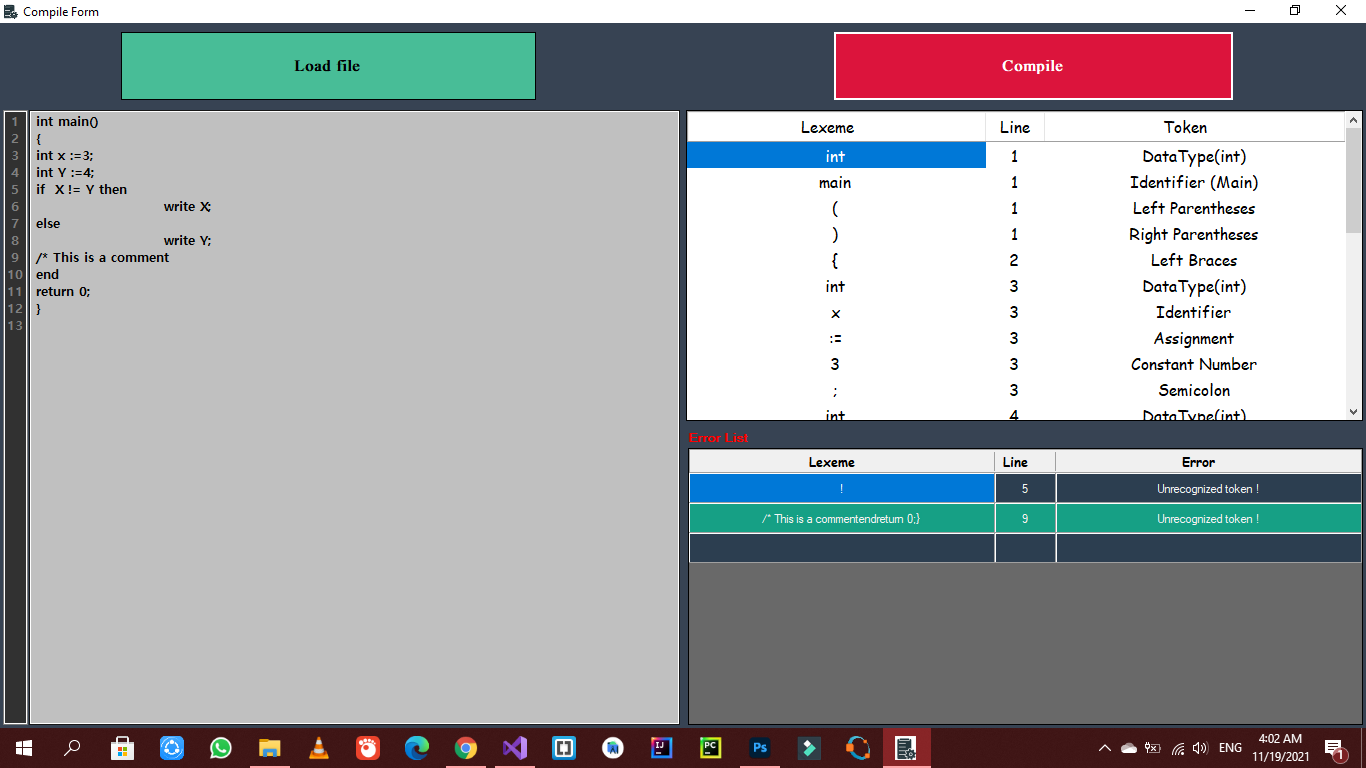 Compile Form
Load file
Compile
1 int main()
2 {
3 int x :=3;
4 int Y :=4;
5 if X != Y then
6 write X;
7 else
8 write Y;
9 /* This is a comment
10 end
11 return 0;
12 }
13
Lexeme Line Token
int 1 DataType(int)
main 1 Identifier (Main)
( 1 Left Parentheses
) 1 Right Parentheses
{ 2 Left Braces
int 3 DataType(int)
x 3 Identifier
:= 3 Assignment
3 3 Constant Number
; 3 Semicolon
int 4 DataType(int)
Error List
Lexeme Line Error
! 5 Unrecognized token !
/* This is a commentendreturn 0;} 9 Unrecognized token !
IJ
PC
Ps
ENG
4:02 AM
11/19/2021
1